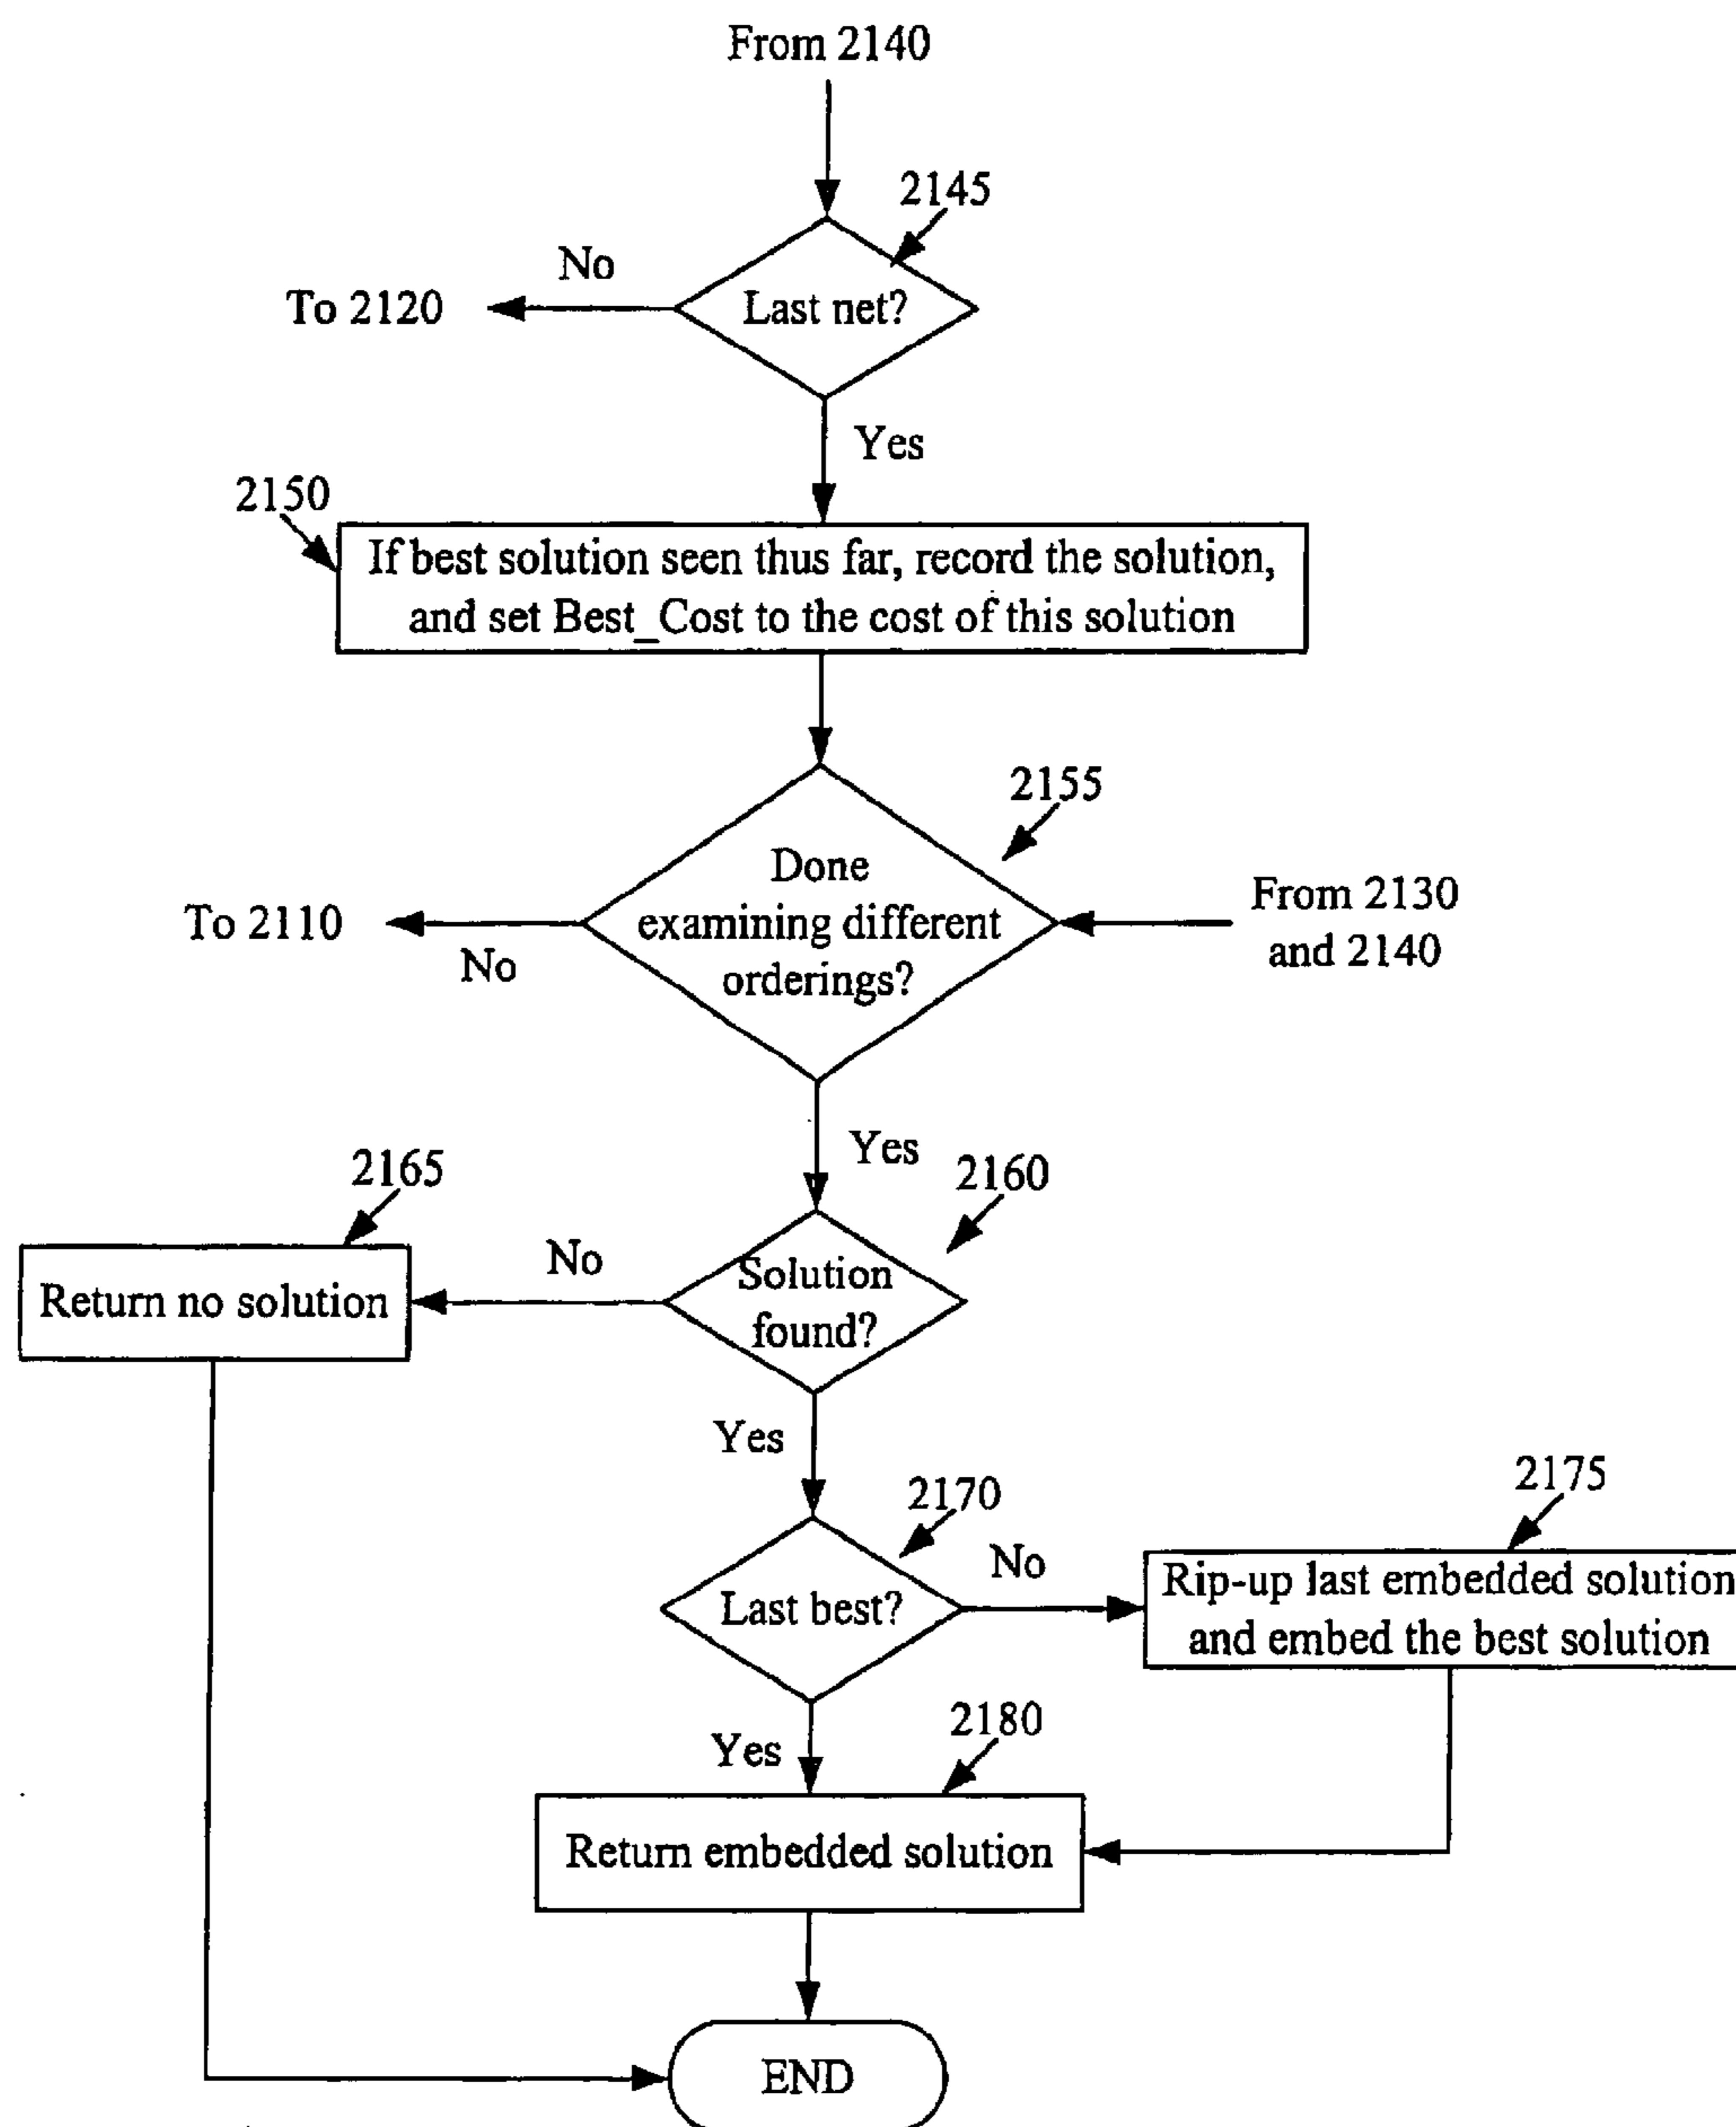 From 2140
2145
No
To 2120
Last net?
Yes
2150
If best solution seen thus far, record the solution,
and set Best_Cost to the cost of this solution
2155
Done
examining different
orderings?
To 2110
No
From 2130
and 2140
Yes
2160
2165
No
Return no solution
Solution
found?
Yes
2170
2175
No
Last best?
Rip-up last embedded solution
and embed the best solution
Yes
2180
Return embedded solution
END